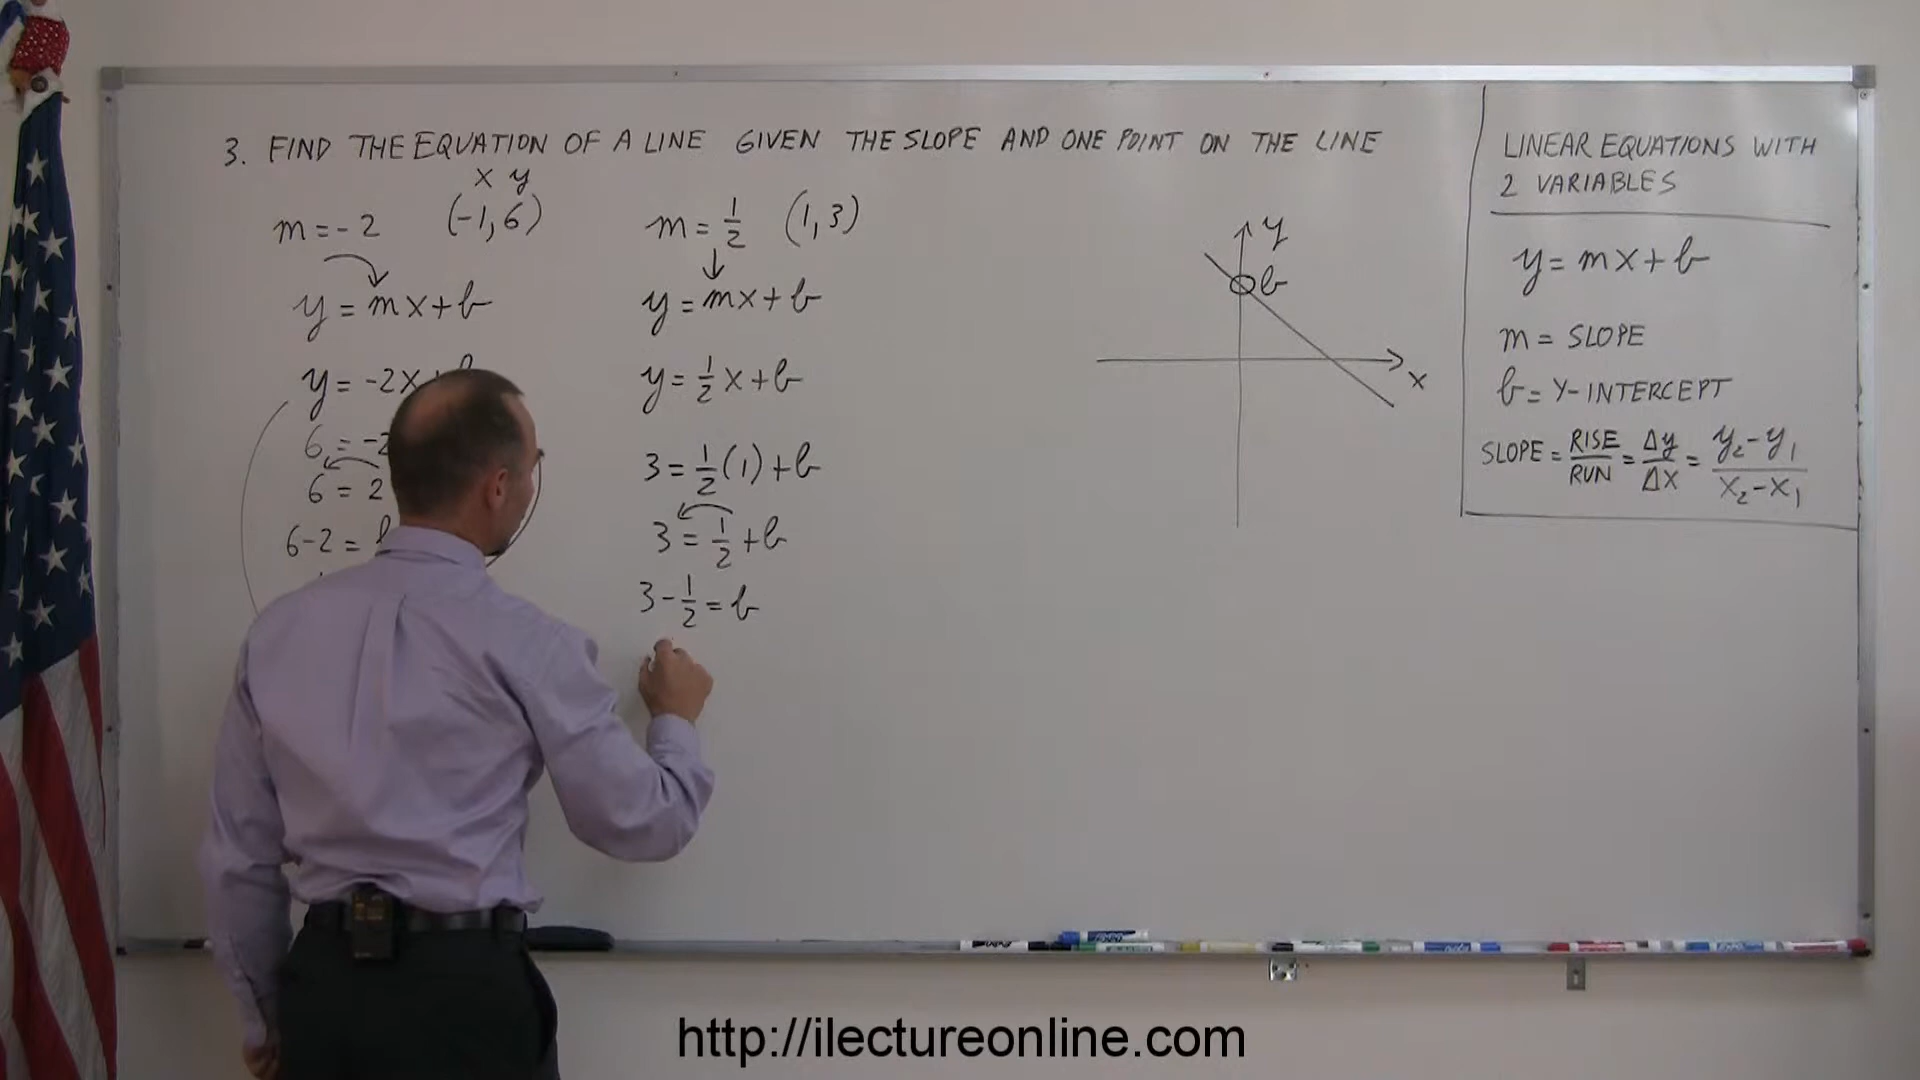 3. FIND THE EQUATION OF A LINE GIVEN THE SLOPE AND ONE POINT ON THE LINE
x y
m = -2 (-1, 6)
y = mx + b
y = -2x
6 = -2
6 = 2
6-2 =
m = 1/2 (1, 3)
y = mx + b
y = 1/2 x + b
3 = 1/2 (1) + b
3 = 1/2 + b
3 - 1/2 = b
y
b
x
LINEAR EQUATIONS WITH
2 VARIABLES
y = mx + b
m = SLOPE
b = Y-INTERCEPT
SLOPE = RISE/RUN = Δy/Δx = y₂-y₁/x₂-x₁
http://ilectureonline.com